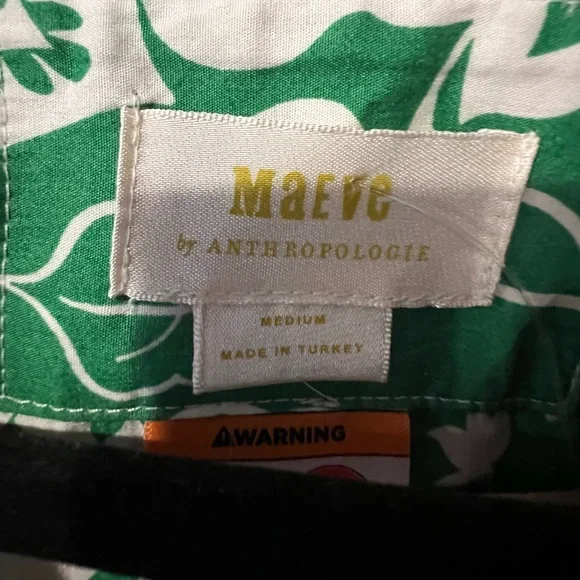 MaEVe
by ANTHROPOLOGIE
MEDIUM
MADE IN TURKEY
WARNING